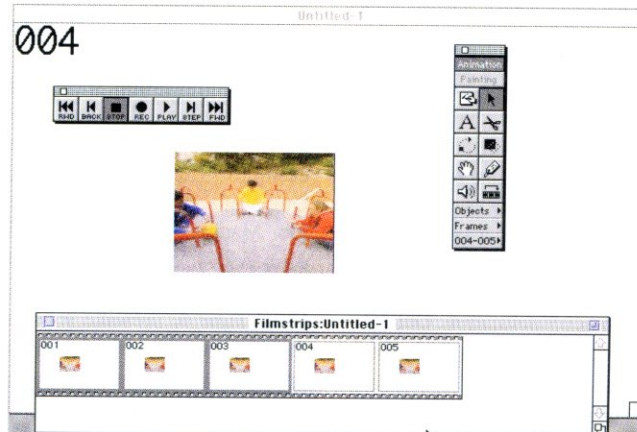 Untitled-1
004
Animation
Painting
RWD BACK STOP REC PLAY STEP FWD
A
Objects
Frames
004-005
Filmstrips:Untitled-1
001 002 003 004 005